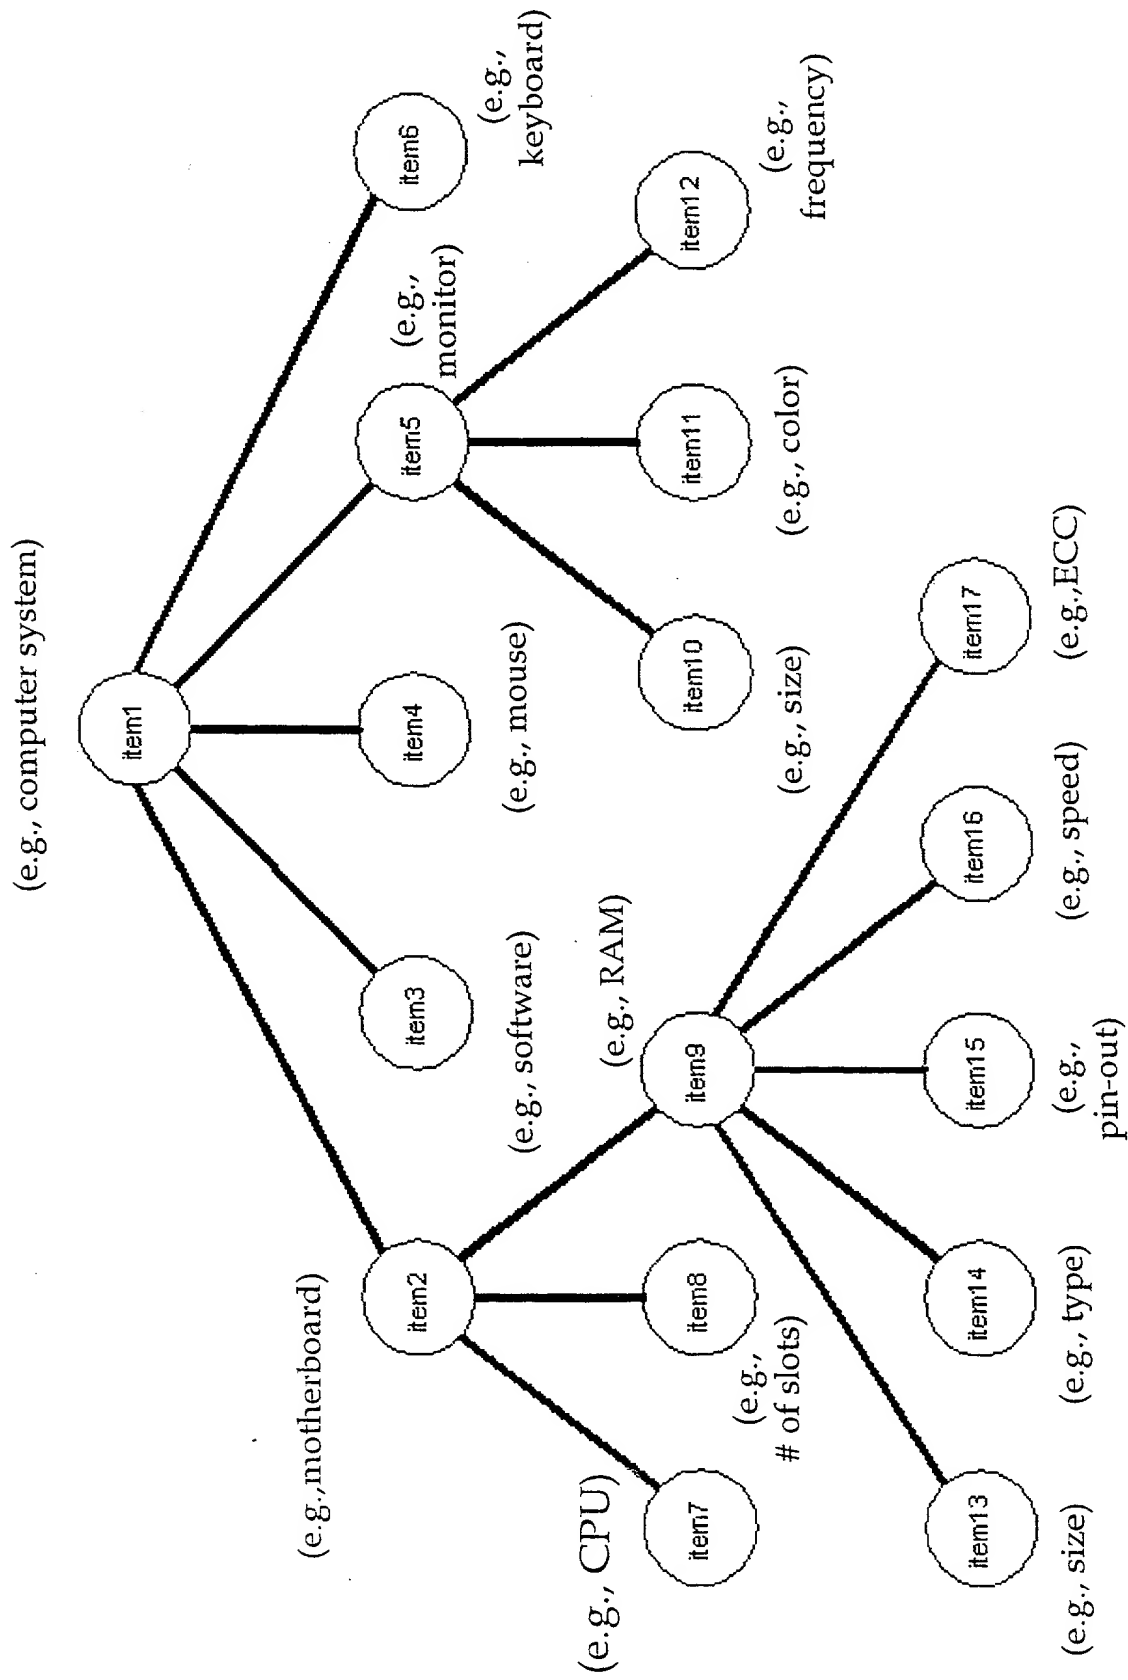 (e.g., computer system)
item1
(e.g.,motherboard)
item2
item3
(e.g., software)
item4
(e.g., mouse)
item5
(e.g.,
monitor)
item6
(e.g.,
keyboard)
(e.g., CPU)
item7
item8
(e.g.,
# of slots)
(e.g., RAM)
item9
item10
(e.g., size)
item11
(e.g., color)
item12
(e.g.,
frequency)
item13
(e.g., size)
item14
(e.g., type)
item15
(e.g.,
pin-out)
item16
(e.g., speed)
item17
(e.g.,ECC)